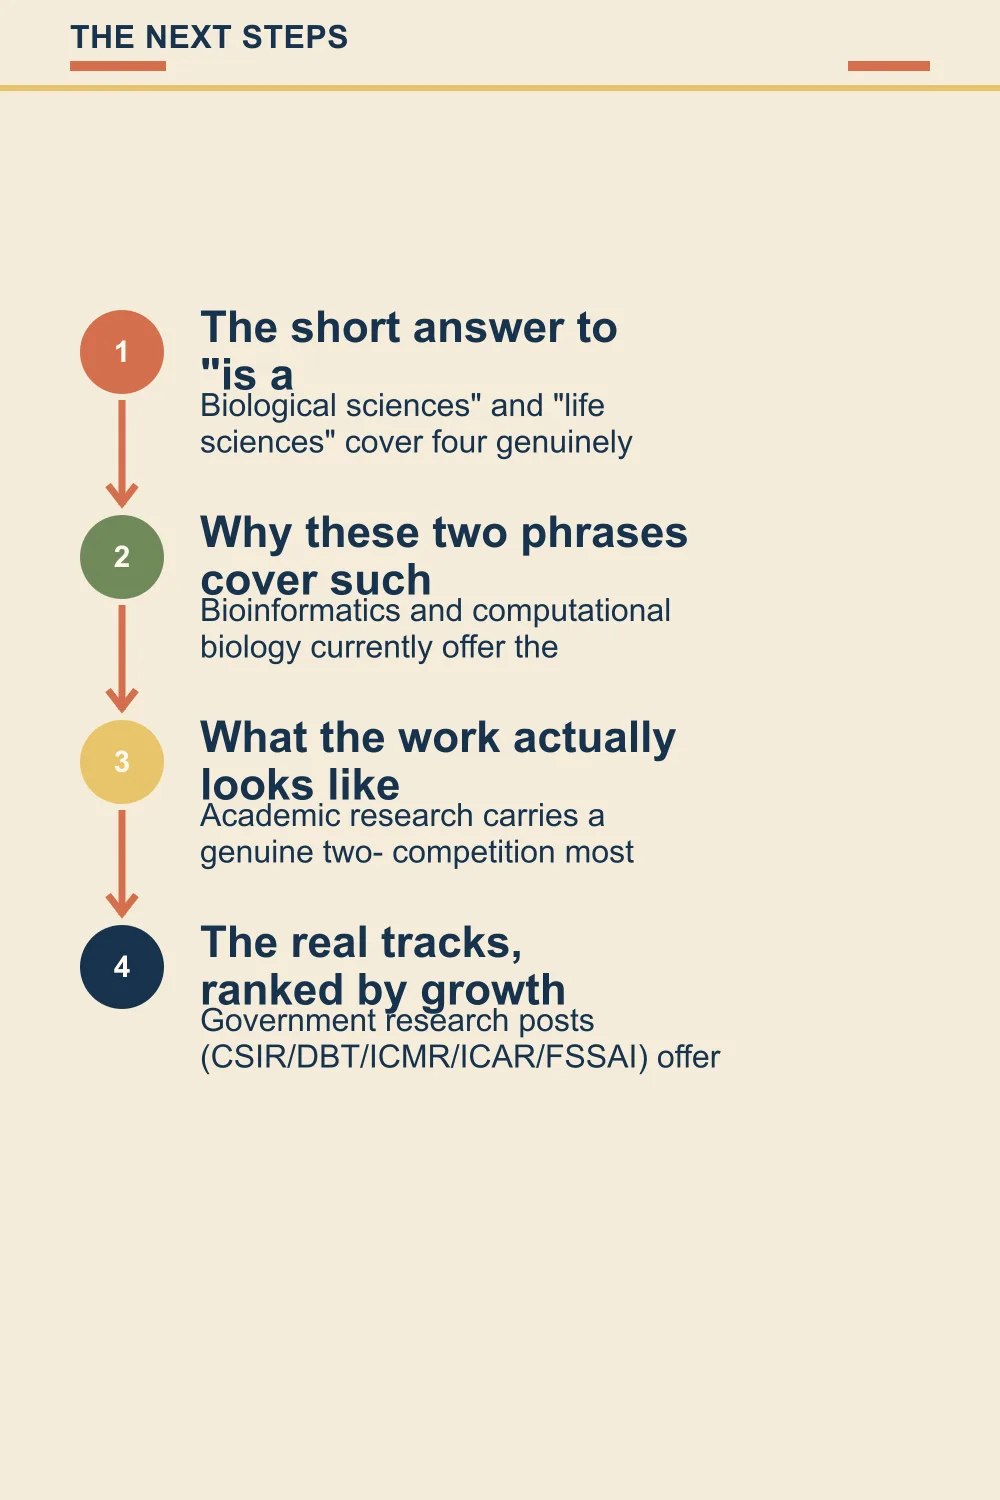 THE NEXT STEPS
1
The short answer to
"is a
Biological sciences" and "life
sciences" cover four genuinely
2
Why these two phrases
cover such
Bioinformatics and computational
biology currently offer the
3
What the work actually
looks like
Academic research carries a
genuine two- competition most
4
The real tracks,
ranked by growth
Government research posts
(CSIR/DBT/ICMR/ICAR/FSSAI) offer